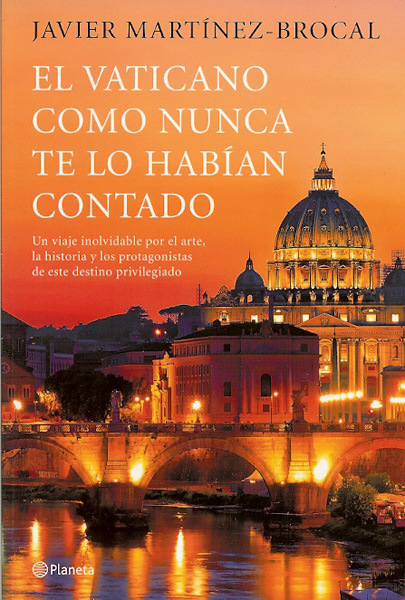 JAVIER MARTÍNEZ-BROCAL
EL VATICANO
COMO NUNCA
TE LO HABÍAN
CONTADO
Un viaje inolvidable por el arte,
la historia y los protagonistas
de este destino privilegiado
Planeta